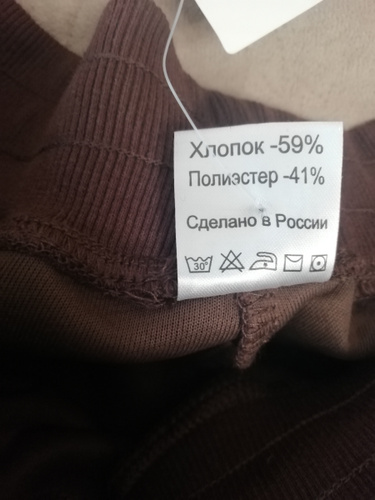 Хлопок -59%
Полиэстер -41%
Сделано в России
30°